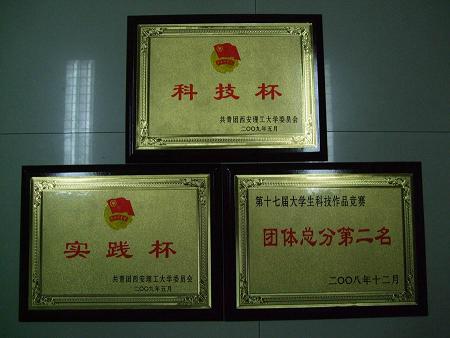 科技杯
共青团西安理工大学委员会
二〇〇九年五月
实践杯
共青团西安理工大学委员会
二〇〇九年五月
第十七届大学生科技作品竞赛
团体总分第二名
二〇〇八年十二月